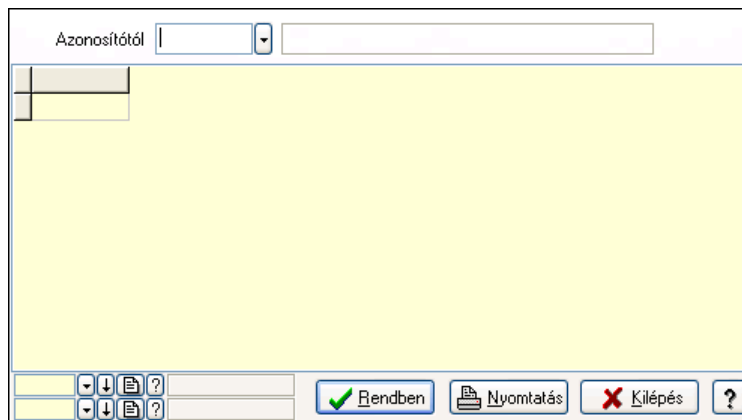 Azonosítótól
?
?
Rendben
Nyomtatás
Kilépés
?